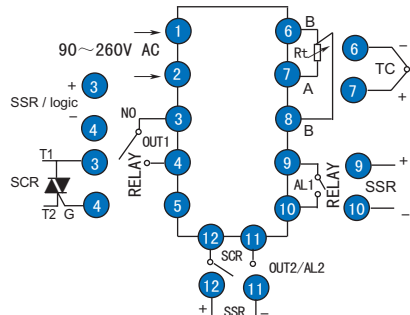 1
6
B
90～260V AC
Rt
6
−
TC
2
7
A
7
+
+
3
SSR / logic
−
4
NO
3
OUT1
8
B
T1
3
RELAY
4
9
AL1
RELAY
9
+
SSR
SCR
T2
G
4
5
10
10
−
12
11
SCR
OUT2/AL2
12
11
+
SSR
−